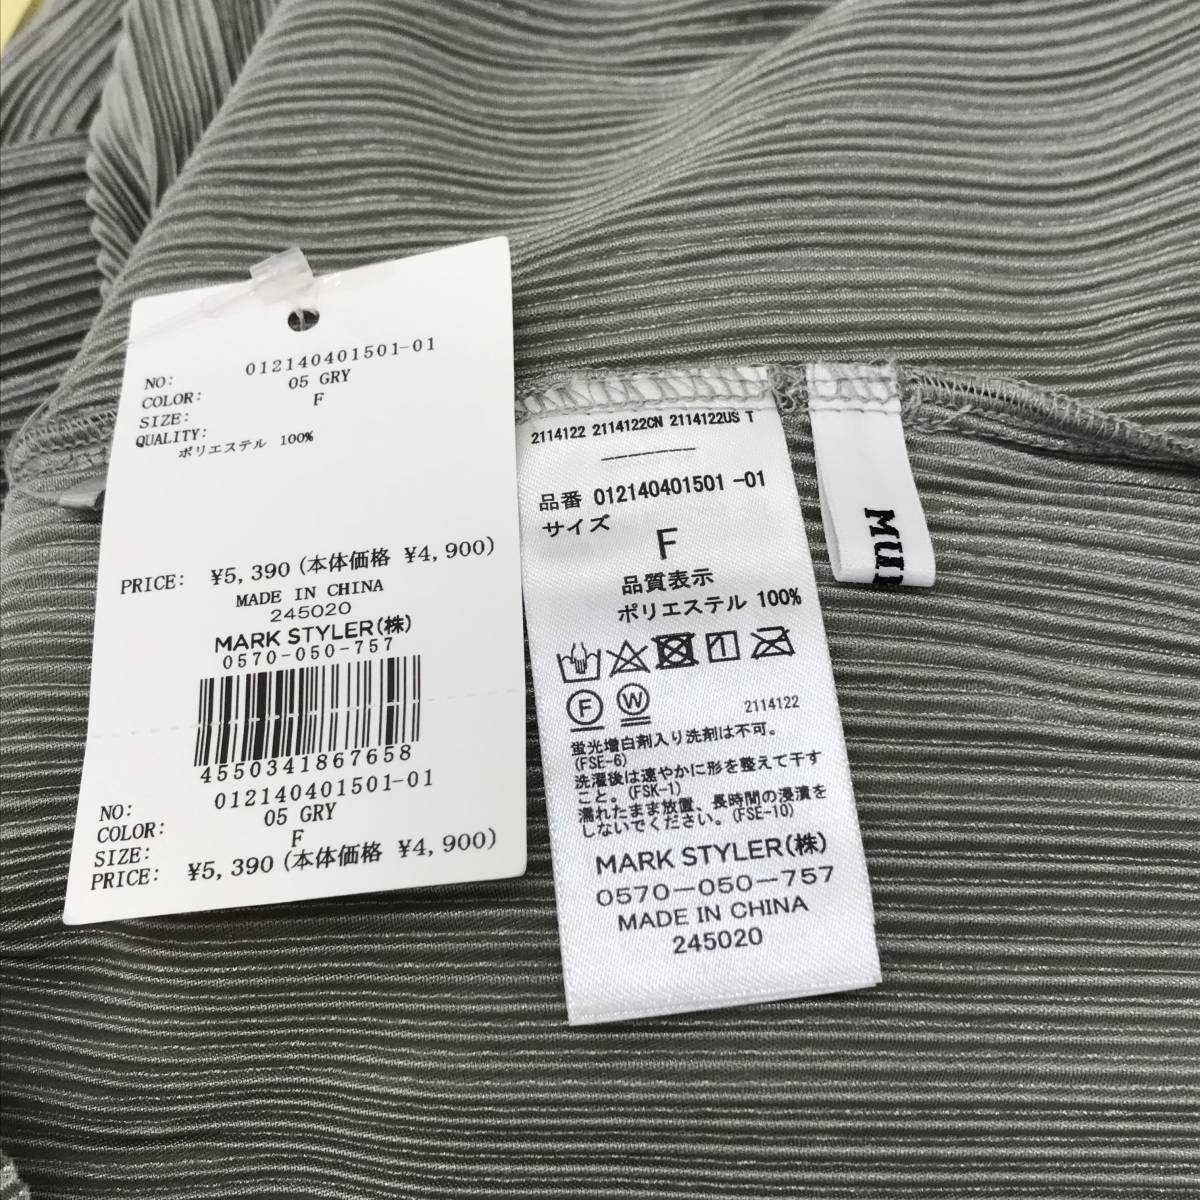 NO: 012140401501-01
COLOR: 05 GRY
SIZE: F
QUALITY:
ポリエステル 100%
PRICE: ¥5,390(本体価格 ¥4,900)
MADE IN CHINA
245020
MARK STYLER(株)
0570-050-757
4550341867658
NO: 012140401501-01
COLOR: 05 GRY
SIZE: F
PRICE: ¥5,390(本体価格 ¥4,900)
2114122 2114122CN 2114122US T
品番 012140401501 -01
サイズ
F
品質表示
ポリエステル 100%
1
F W
2114122
蛍光増白剤入り洗剤は不可。
(FSE-6)
洗濯後は速やかに形を整えて干す
こと。(FSK-1)
濡れたまま放置、長時間の浸漬を
しないでください。(FSE-10)
MARK STYLER(株)
0570-050-757
MADE IN CHINA
245020